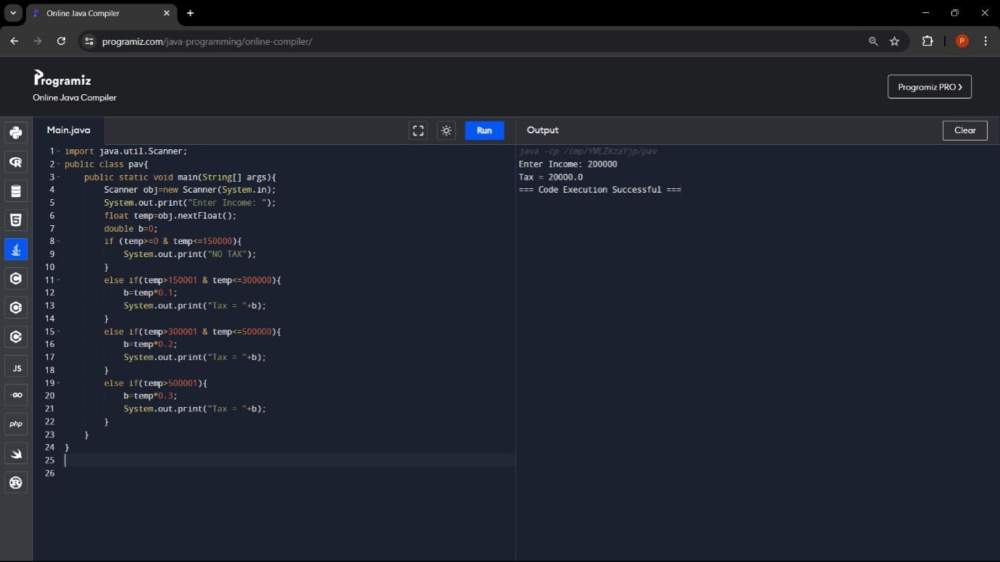 Online Java Compiler
programiz.com/java-programming/online-compiler/
P
Programiz
Online Java Compiler
Programiz PRO ❯
Main.java
Run
Output
Clear
1 import java.util.Scanner;
2 public class pav{
3     public static void main(String[] args){
4         Scanner obj=new Scanner(System.in);
5         System.out.print("Enter Income: ");
6         float temp=obj.nextFloat();
7         double b=0;
8         if (temp>=0 & temp<=150000){
9             System.out.print("NO TAX");
10         }
11         else if(temp>150001 & temp<=300000){
12             b=temp*0.1;
13             System.out.print("Tax = "+b);
14         }
15         else if(temp>300001 & temp<=500000){
16             b=temp*0.2;
17             System.out.print("Tax = "+b);
18         }
19         else if(temp>500001){
20             b=temp*0.3;
21             System.out.print("Tax = "+b);
22         }
23     }
24 }
25
26
java -cp /tmp/YMLZKzaYjp/pav
Enter Income: 200000
Tax = 20000.0
=== Code Execution Successful ===
JS
GO
php